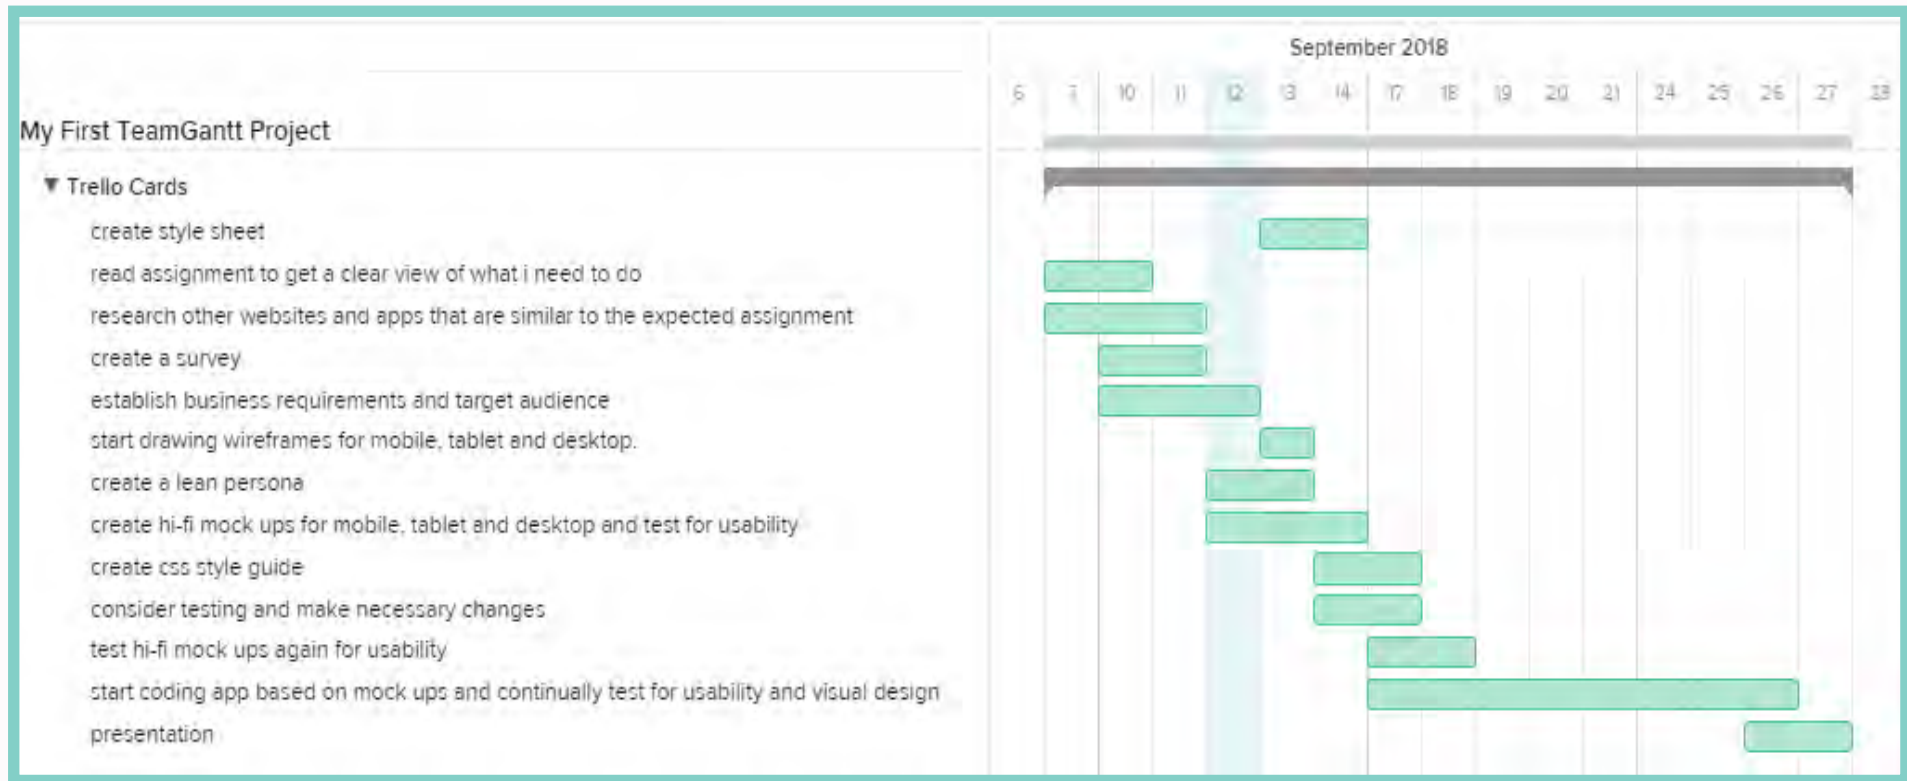 September 2018
6 7 10 11 12 13 14 17 18 19 20 21 24 25 26 27 28
My First TeamGantt Project
Trello Cards
create style sheet
read assignment to get a clear view of what i need to do
research other websites and apps that are similar to the expected assignment
create a survey
establish business requirements and target audience
start drawing wireframes for mobile, tablet and desktop.
create a lean persona
create hi-fi mock ups for mobile, tablet and desktop and test for usability
create css style guide
consider testing and make necessary changes
test hi-fi mock ups again for usability
start coding app based on mock ups and continually test for usability and visual design
presentation